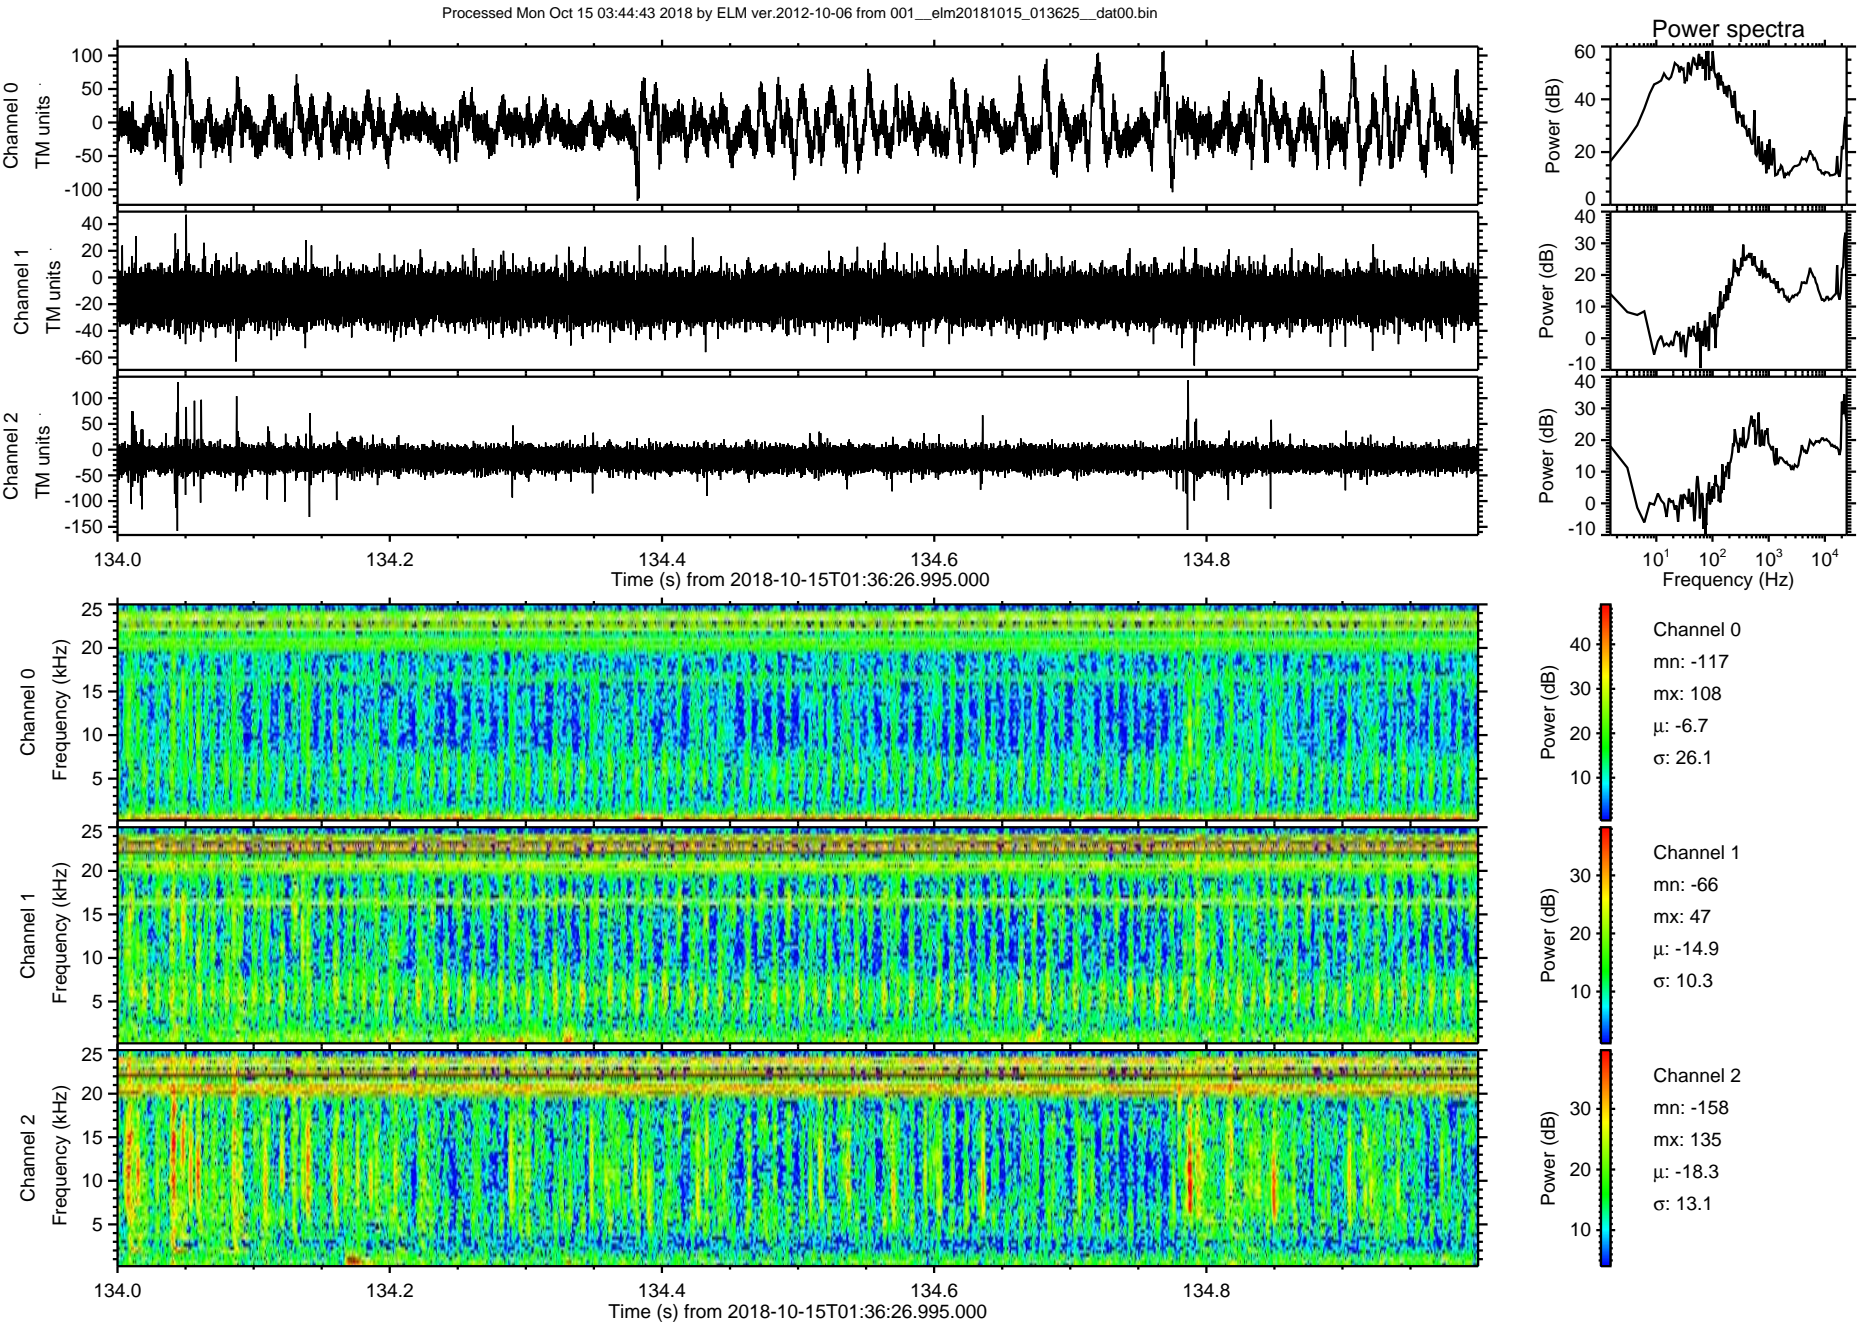 Processed Mon Oct 15 03:44:43 2018 by ELM ver.2012-10-06 from 001__elm20181015_013625__dat00.bin
Power spectra
Channel 0
TM units
100
50
0
-50
-100
Power (dB)
60
40
20
0
Channel 1
TM units
40
20
0
-20
-40
-60
Power (dB)
40
30
20
10
0
-10
Channel 2
TM units
100
50
0
-50
-100
-150
Power (dB)
40
30
20
10
0
-10
134.0 134.2 134.4 134.6 134.8
Time (s) from 2018-10-15T01:36:26.995.000
10¹ 10² 10³ 10⁴
Frequency (Hz)
Channel 0
Frequency (kHz)
25
20
15
10
5
Power (dB)
40
30
20
10
Channel 0
mn: -117
mx: 108
μ: -6.7
σ: 26.1
Channel 1
Frequency (kHz)
25
20
15
10
5
Power (dB)
30
20
10
Channel 1
mn: -66
mx: 47
μ: -14.9
σ: 10.3
Channel 2
Frequency (kHz)
25
20
15
10
5
Power (dB)
30
20
10
Channel 2
mn: -158
mx: 135
μ: -18.3
σ: 13.1
134.0 134.2 134.4 134.6 134.8
Time (s) from 2018-10-15T01:36:26.995.000